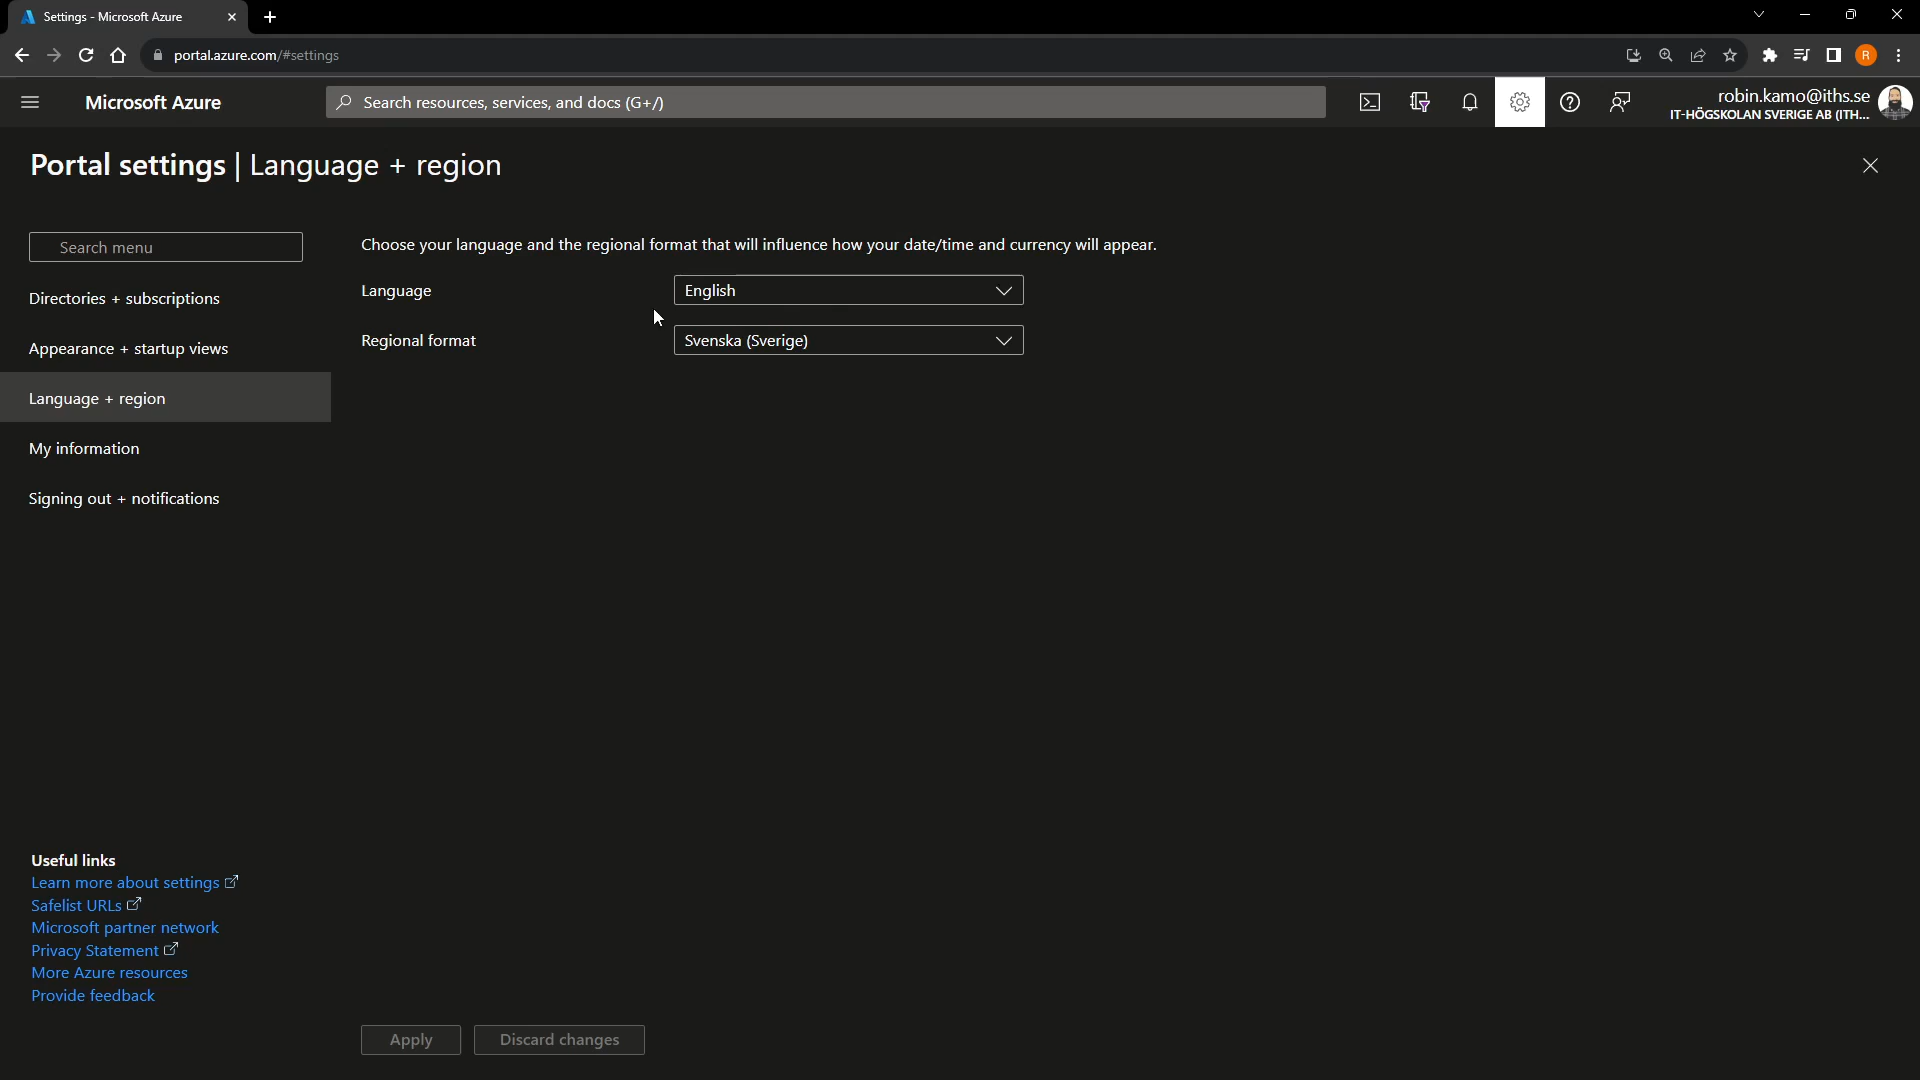 Settings - Microsoft Azure
portal.azure.com/#settings
R
Microsoft Azure
Search resources, services, and docs (G+/)
robin.kamo@iths.se
IT-HÖGSKOLAN SVERIGE AB (ITH...
Portal settings | Language + region
Search menu
Directories + subscriptions
Appearance + startup views
Language + region
My information
Signing out + notifications
Choose your language and the regional format that will influence how your date/time and currency will appear.
Language
English
Regional format
Svenska (Sverige)
Useful links
Learn more about settings
Safelist URLs
Microsoft partner network
Privacy Statement
More Azure resources
Provide feedback
Apply
Discard changes